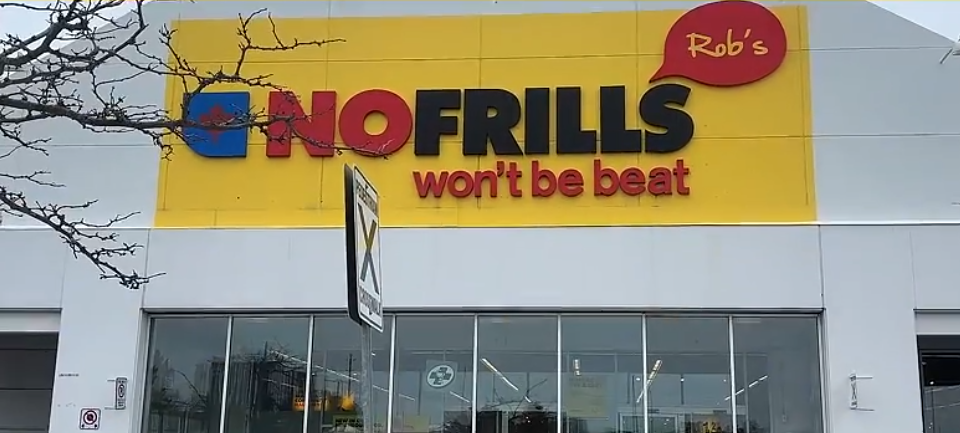 Rob's
NOFRILLS
won't be beat
X